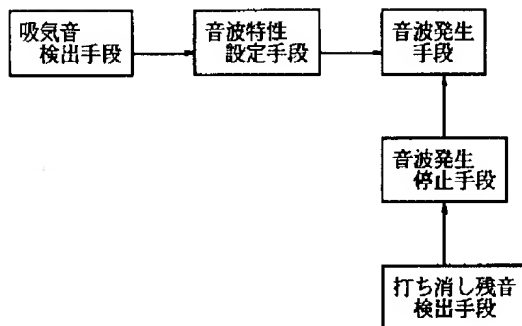 吸気音
検出手段
音波特性
設定手段
音波発生
手段
音波発生
停止手段
打ち消し残音
検出手段